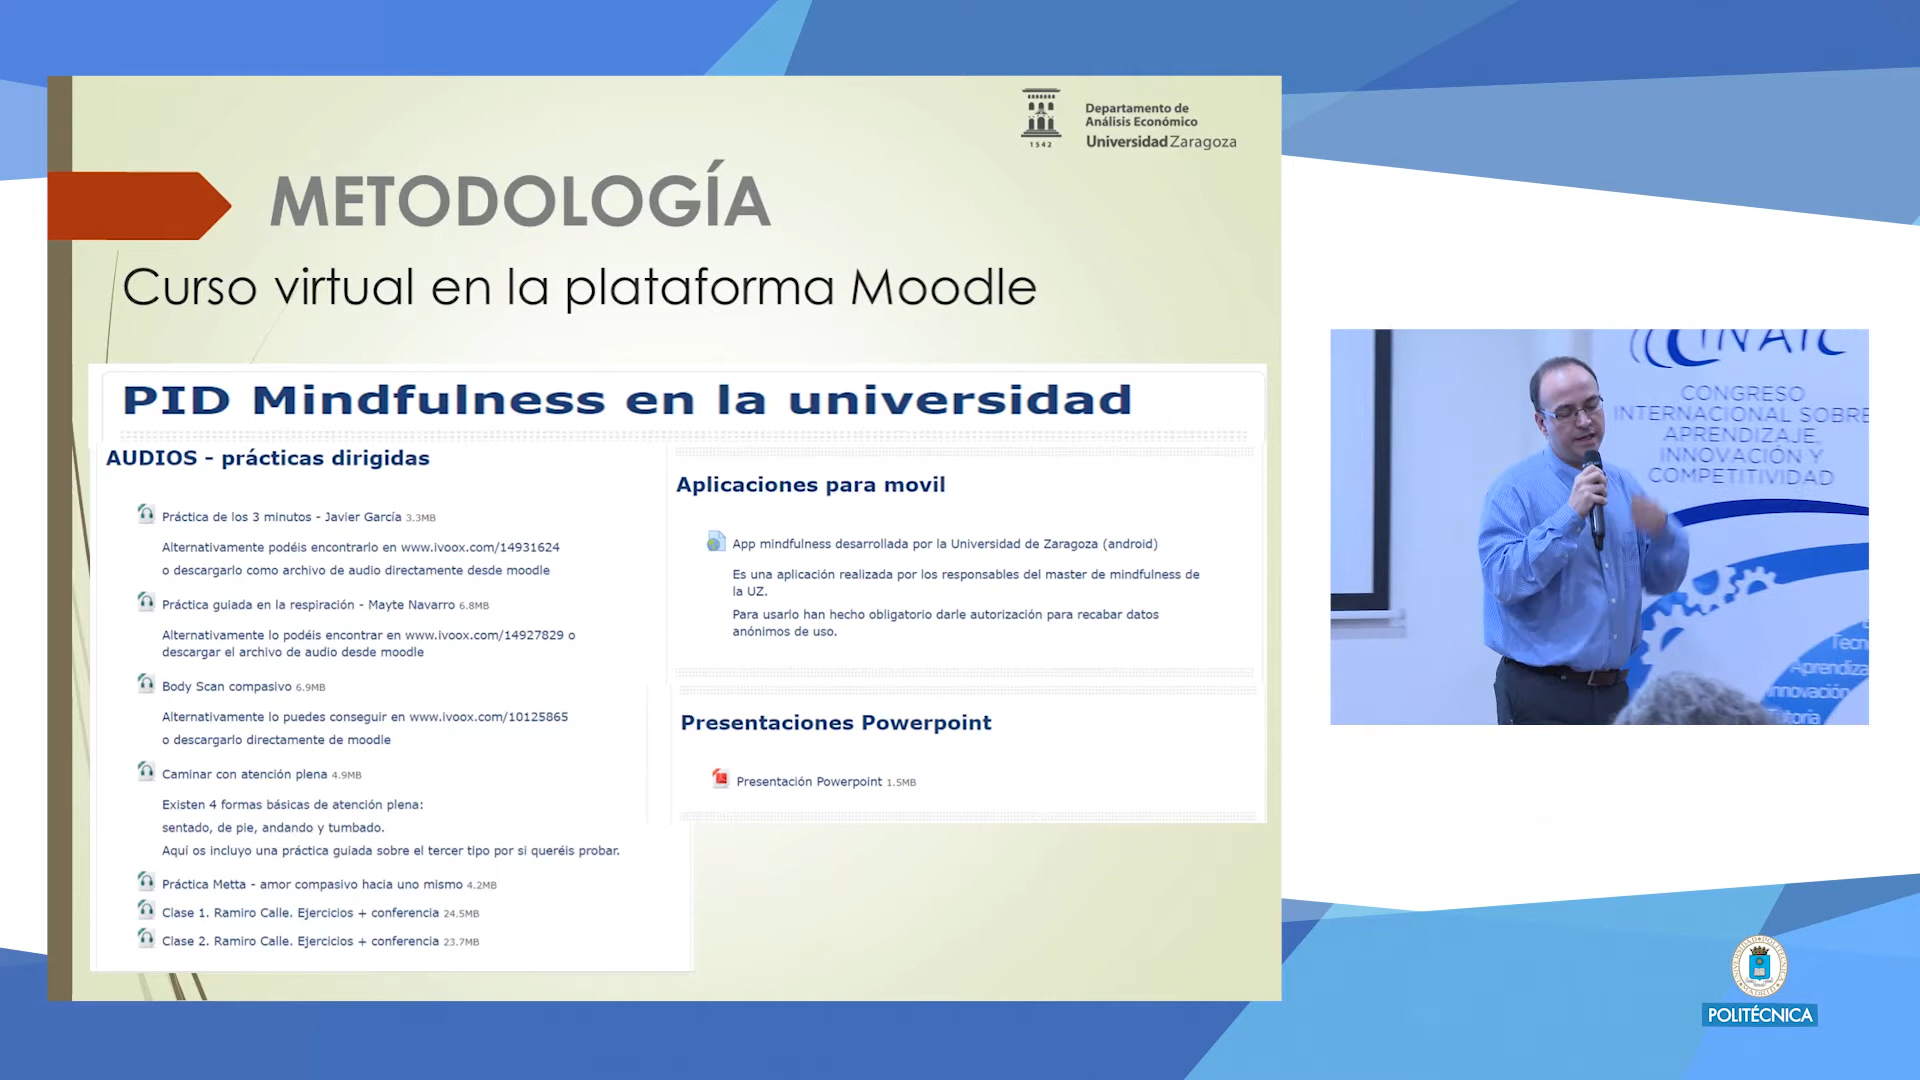 Departamento de
Análisis Económico
Universidad Zaragoza
1542
METODOLOGÍA
Curso virtual en la plataforma Moodle
PID Mindfulness en la universidad
AUDIOS - prácticas dirigidas
Práctica de los 3 minutos - Javier García 3.3MB
Alternativamente podéis encontrarlo en www.ivoox.com/14931624
o descargarlo como archivo de audio directamente desde moodle
Práctica guiada en la respiración - Mayte Navarro 6.8MB
Alternativamente lo podéis encontrar en www.ivoox.com/14927829 o
descargar el archivo de audio desde moodle
Body Scan compasivo 6.9MB
Alternativamente lo puedes conseguir en www.ivoox.com/10125865
o descargarlo directamente de moodle
Caminar con atención plena 4.9MB
Existen 4 formas básicas de atención plena:
sentado, de pie, andando y tumbado.
Aquí os incluyo una práctica guiada sobre el tercer tipo por si queréis probar.
Práctica Metta - amor compasivo hacia uno mismo 4.2MB
Clase 1. Ramiro Calle. Ejercicios + conferencia 24.5MB
Clase 2. Ramiro Calle. Ejercicios + conferencia 23.7MB
Aplicaciones para movil
App mindfulness desarrollada por la Universidad de Zaragoza (android)
Es una aplicación realizada por los responsables del master de mindfulness de
la UZ.
Para usarlo han hecho obligatorio darle autorización para recabar datos
anónimos de uso.
Presentaciones Powerpoint
Presentación Powerpoint 1.5MB
CINAIC
CONGRESO
INTERNACIONAL SOBRE
APRENDIZAJE,
INNOVACIÓN Y
COMPETITIVIDAD
Tecn
Aprendiza
Innovación
Tutoria
POLITÉCNICA